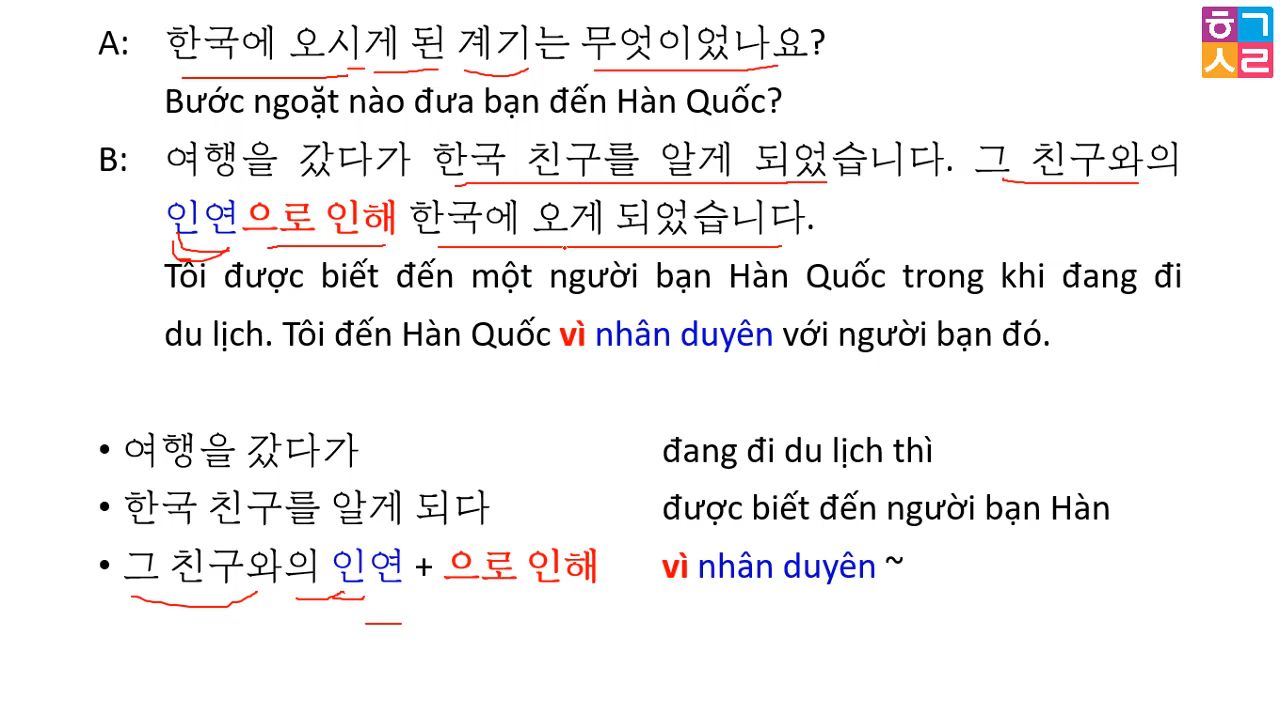 A: 한국에 오시게 된 계기는 무엇이었나요?
Bước ngoặt nào đưa bạn đến Hàn Quốc?
B: 여행을 갔다가 한국 친구를 알게 되었습니다. 그 친구와의
인연으로 인해 한국에 오게 되었습니다.
Tôi được biết đến một người bạn Hàn Quốc trong khi đang đi
du lịch. Tôi đến Hàn Quốc vì nhân duyên với người bạn đó.
• 여행을 갔다가 đang đi du lịch thì
• 한국 친구를 알게 되다 được biết đến người bạn Hàn
• 그 친구와의 인연 + 으로 인해 vì nhân duyên ~
ㅎㄱ
ㅅㄹ